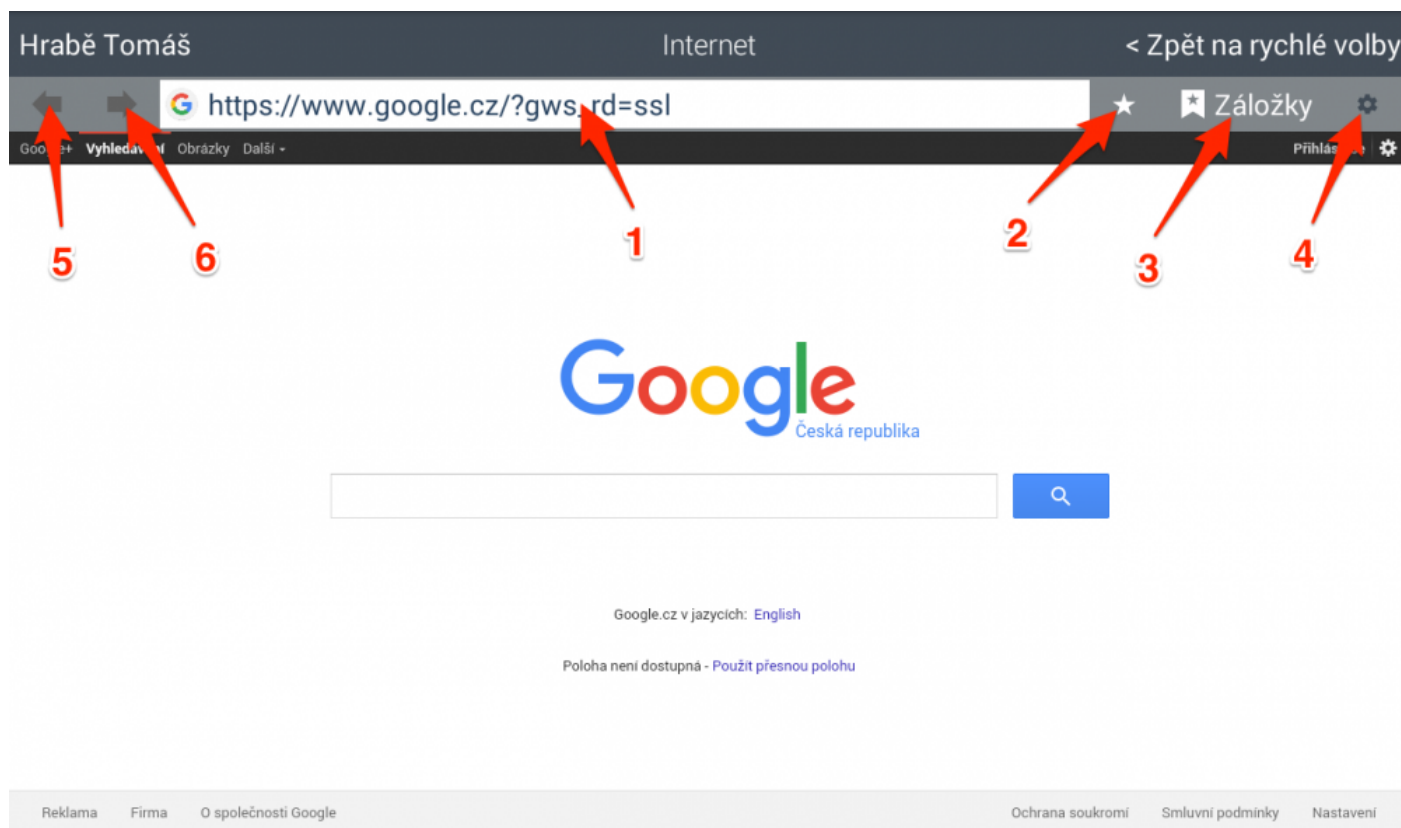 Hrabě Tomáš Internet < Zpět na rychlé volby
https://www.google.cz/?gws_rd=ssl Záložky
Vyhledávání Obrázky Další
5 6 1 2 3 4
Google
Česká republika
Google.cz v jazycích: English
Poloha není dostupná - Použít přesnou polohu
Reklama Firma O společnosti Google Ochrana soukromí Smluvní podmínky Nastavení